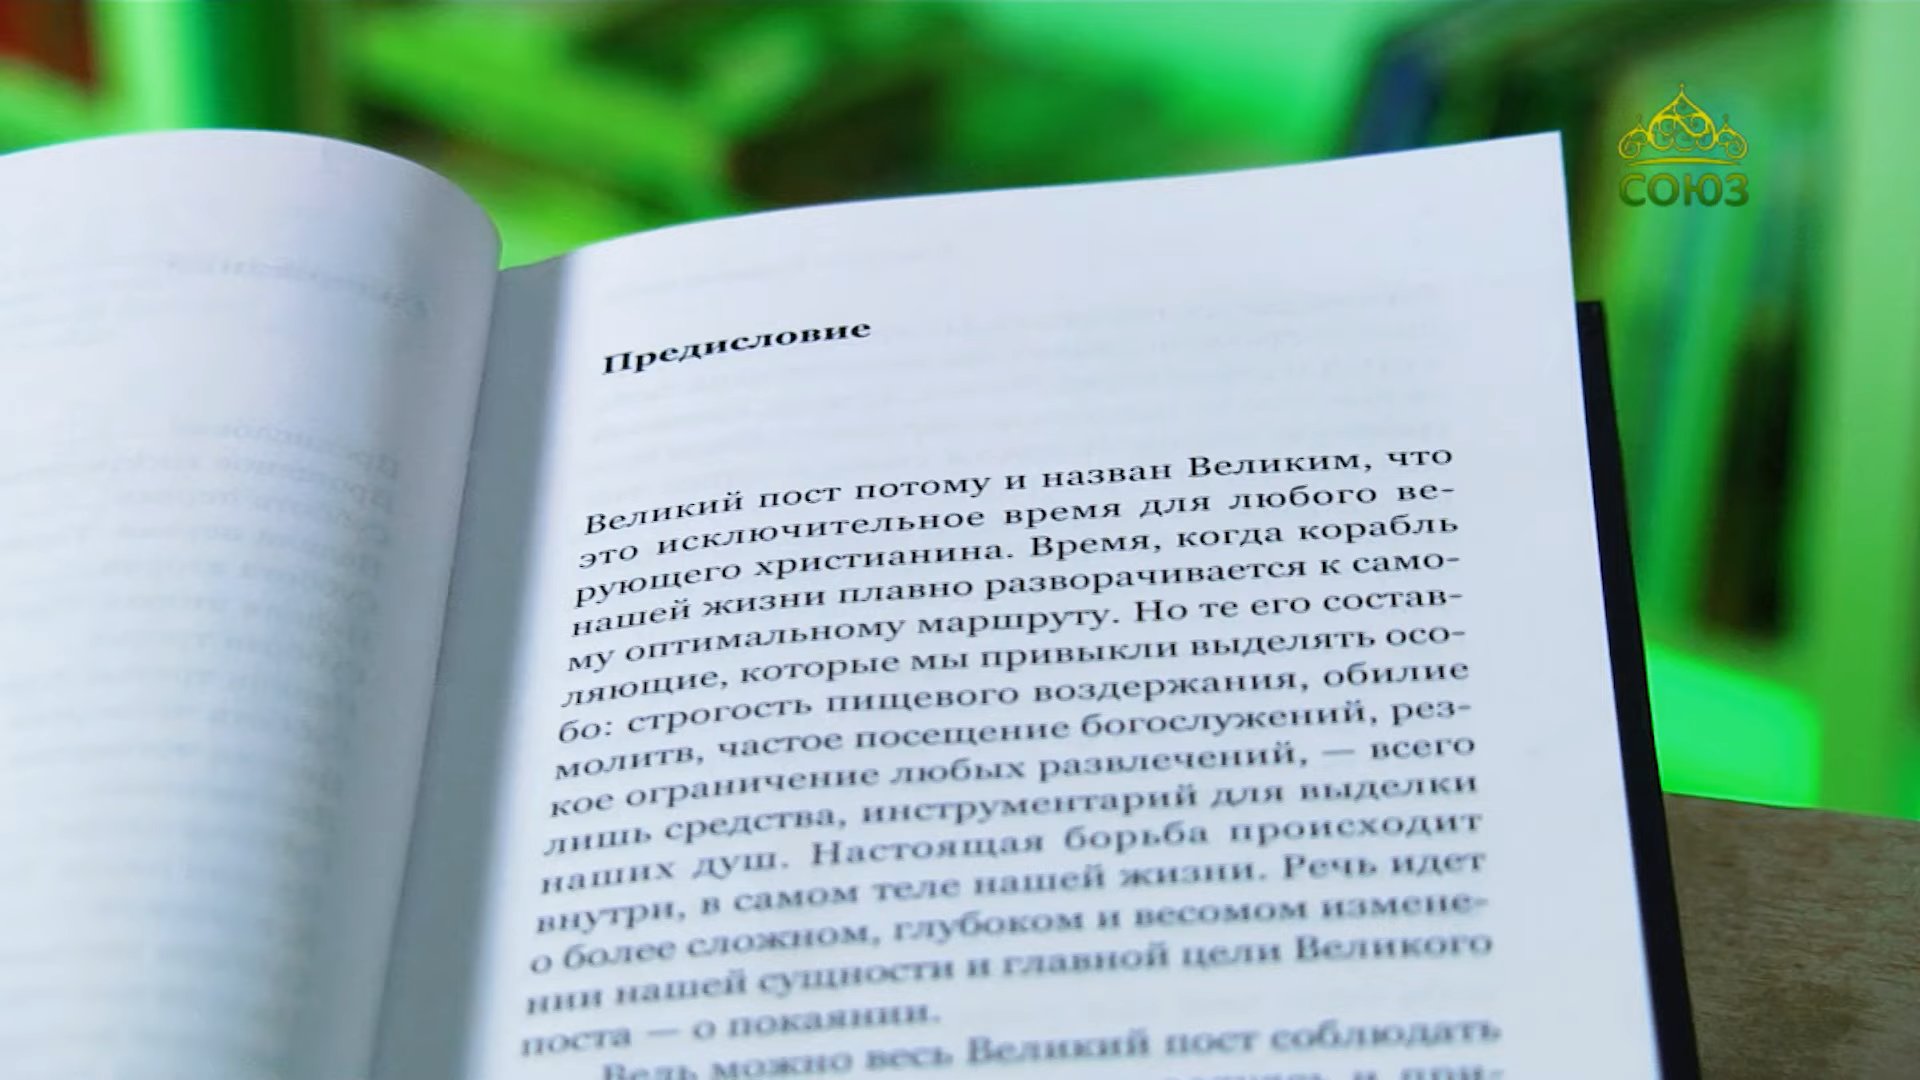 СОЮЗ
Предисловие
Великий пост потому и назван Великим, что
это исключительное время для любого ве-
рующего христианина. Время, когда корабль
нашей жизни плавно разворачивается к само-
му оптимальному маршруту. Но те его состав-
ляющие, которые мы привыкли выделять осо-
бо: строгость пищевого воздержания, обилие
молитв, частое посещение богослужений, рез-
кое ограничение любых развлечений, — всего
лишь средства, инструментарий для выделки
наших душ. Настоящая борьба происходит
внутри, в самом теле нашей жизни. Речь идет
о более сложном, глубоком и весомом измене-
нии нашей сущности и главной цели Великого
поста — о покаянии.
Ведь можно весь Великий пост соблюдать
и при-